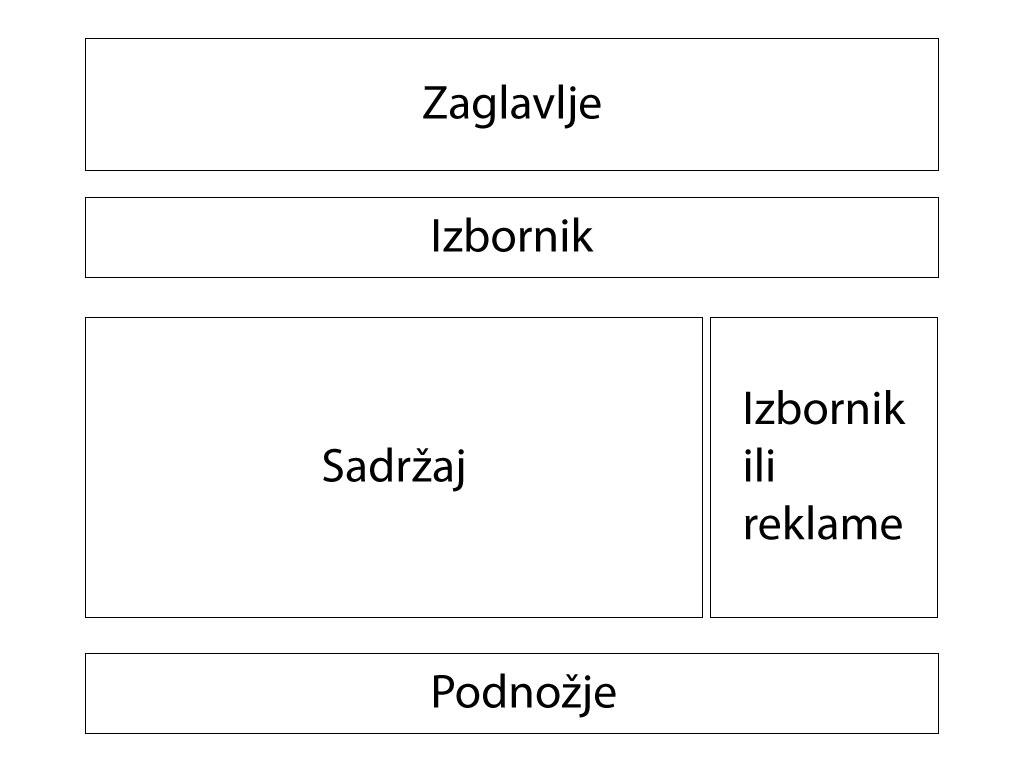 Zaglavlje
Izbornik
Sadržaj
Izbornik
ili
reklame
Podnožje